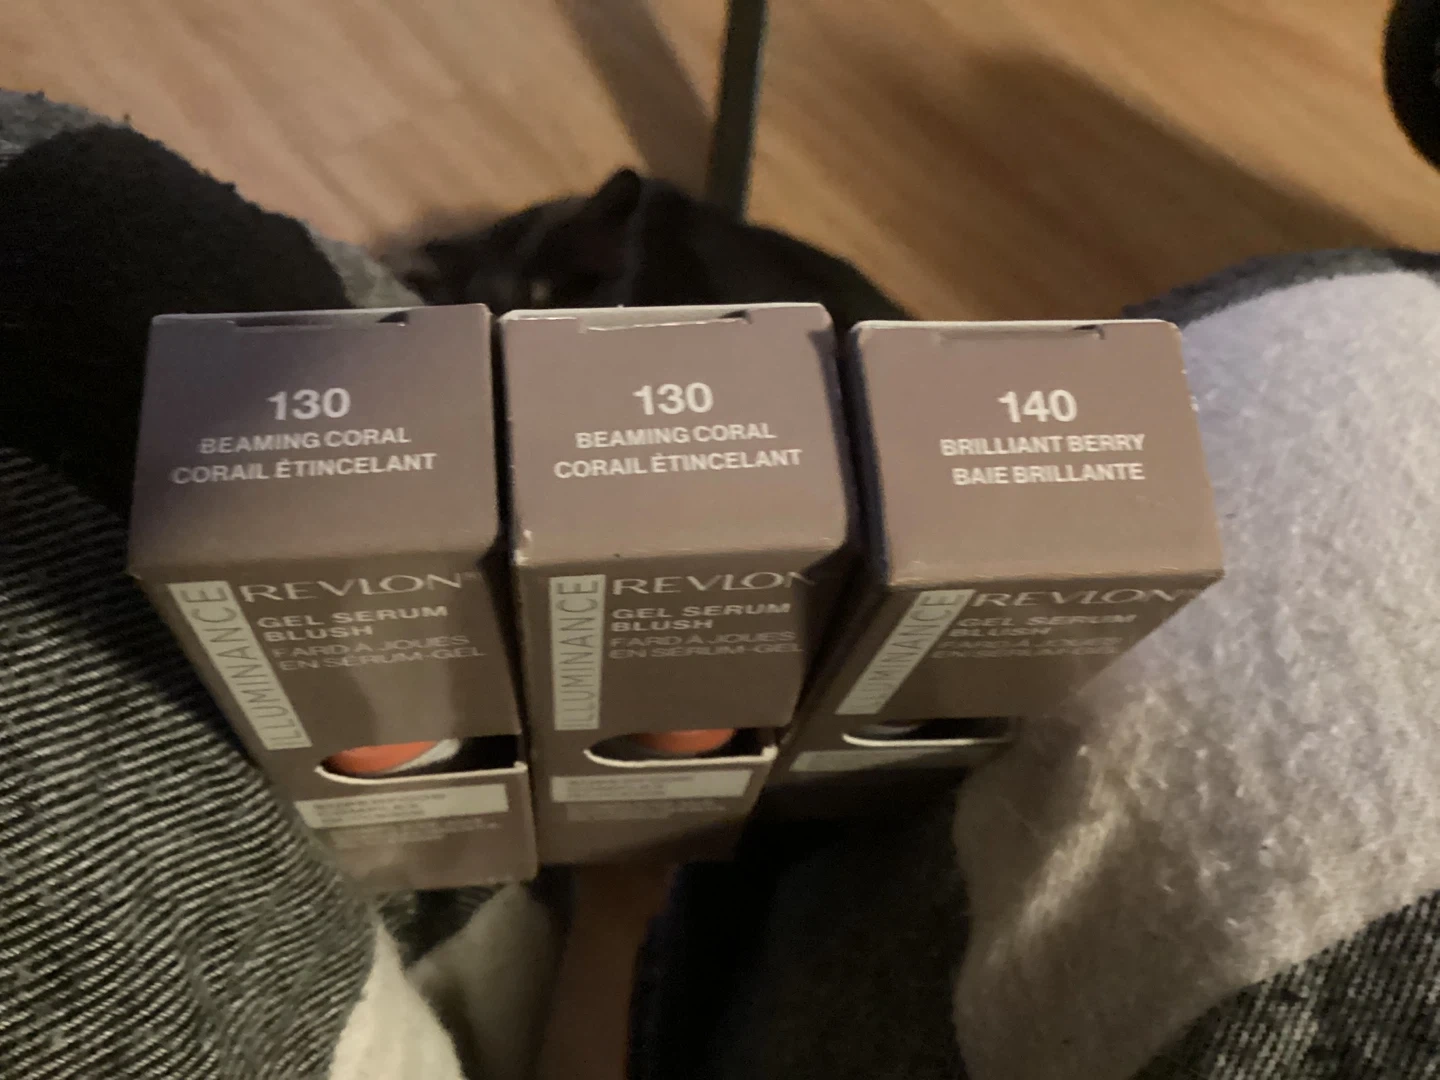 130
BEAMING CORAL
CORAIL ÉTINCELANT
ILLUMINANCE
REVLON
GEL SERUM
BLUSH
FARD À JOUES
EN SÉRUM-GEL
130
BEAMING CORAL
CORAIL ÉTINCELANT
ILLUMINANCE
REVLON
GEL SERUM
BLUSH
FARD À JOUES
EN SÉRUM-GEL
140
BRILLIANT BERRY
BAIE BRILLANTE
ILLUMINANCE
REVLON
GEL SERUM
BLUSH
FARD À JOUES